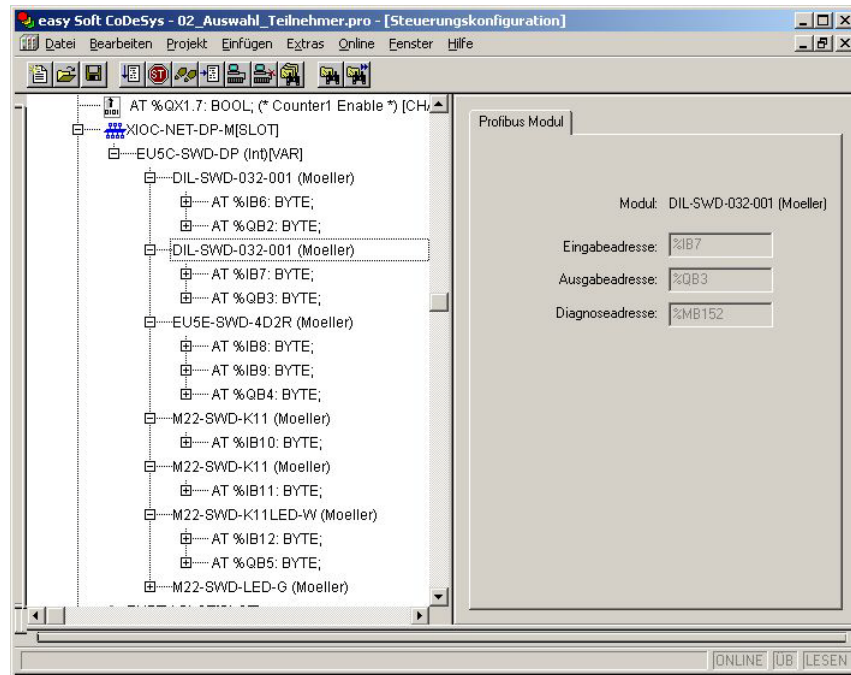 easy Soft CoDeSys - 02_Auswahl_Teilnehmer.pro - [Steuerungskonfiguration]
Datei Bearbeiten Projekt Einfügen Extras Online Fenster Hilfe
AT %QX1.7: BOOL; (* Counter1 Enable *) [CHA
XIOC-NET-DP-M[SLOT]
EU5C-SWD-DP (Int)[VAR]
DIL-SWD-032-001 (Moeller)
AT %IB6: BYTE;
AT %QB2: BYTE;
DIL-SWD-032-001 (Moeller)
AT %IB7: BYTE;
AT %QB3: BYTE;
EU5E-SWD-4D2R (Moeller)
AT %IB8: BYTE;
AT %IB9: BYTE;
AT %QB4: BYTE;
M22-SWD-K11 (Moeller)
AT %IB10: BYTE;
M22-SWD-K11 (Moeller)
AT %IB11: BYTE;
M22-SWD-K11LED-W (Moeller)
AT %IB12: BYTE;
AT %QB5: BYTE;
M22-SWD-LED-G (Moeller)
Profibus Modul
Modul: DIL-SWD-032-001 (Moeller)
Eingabeadresse: %IB7
Ausgabeadresse: %QB3
Diagnoseadresse: %MB152
ONLINE ÜB LESEN